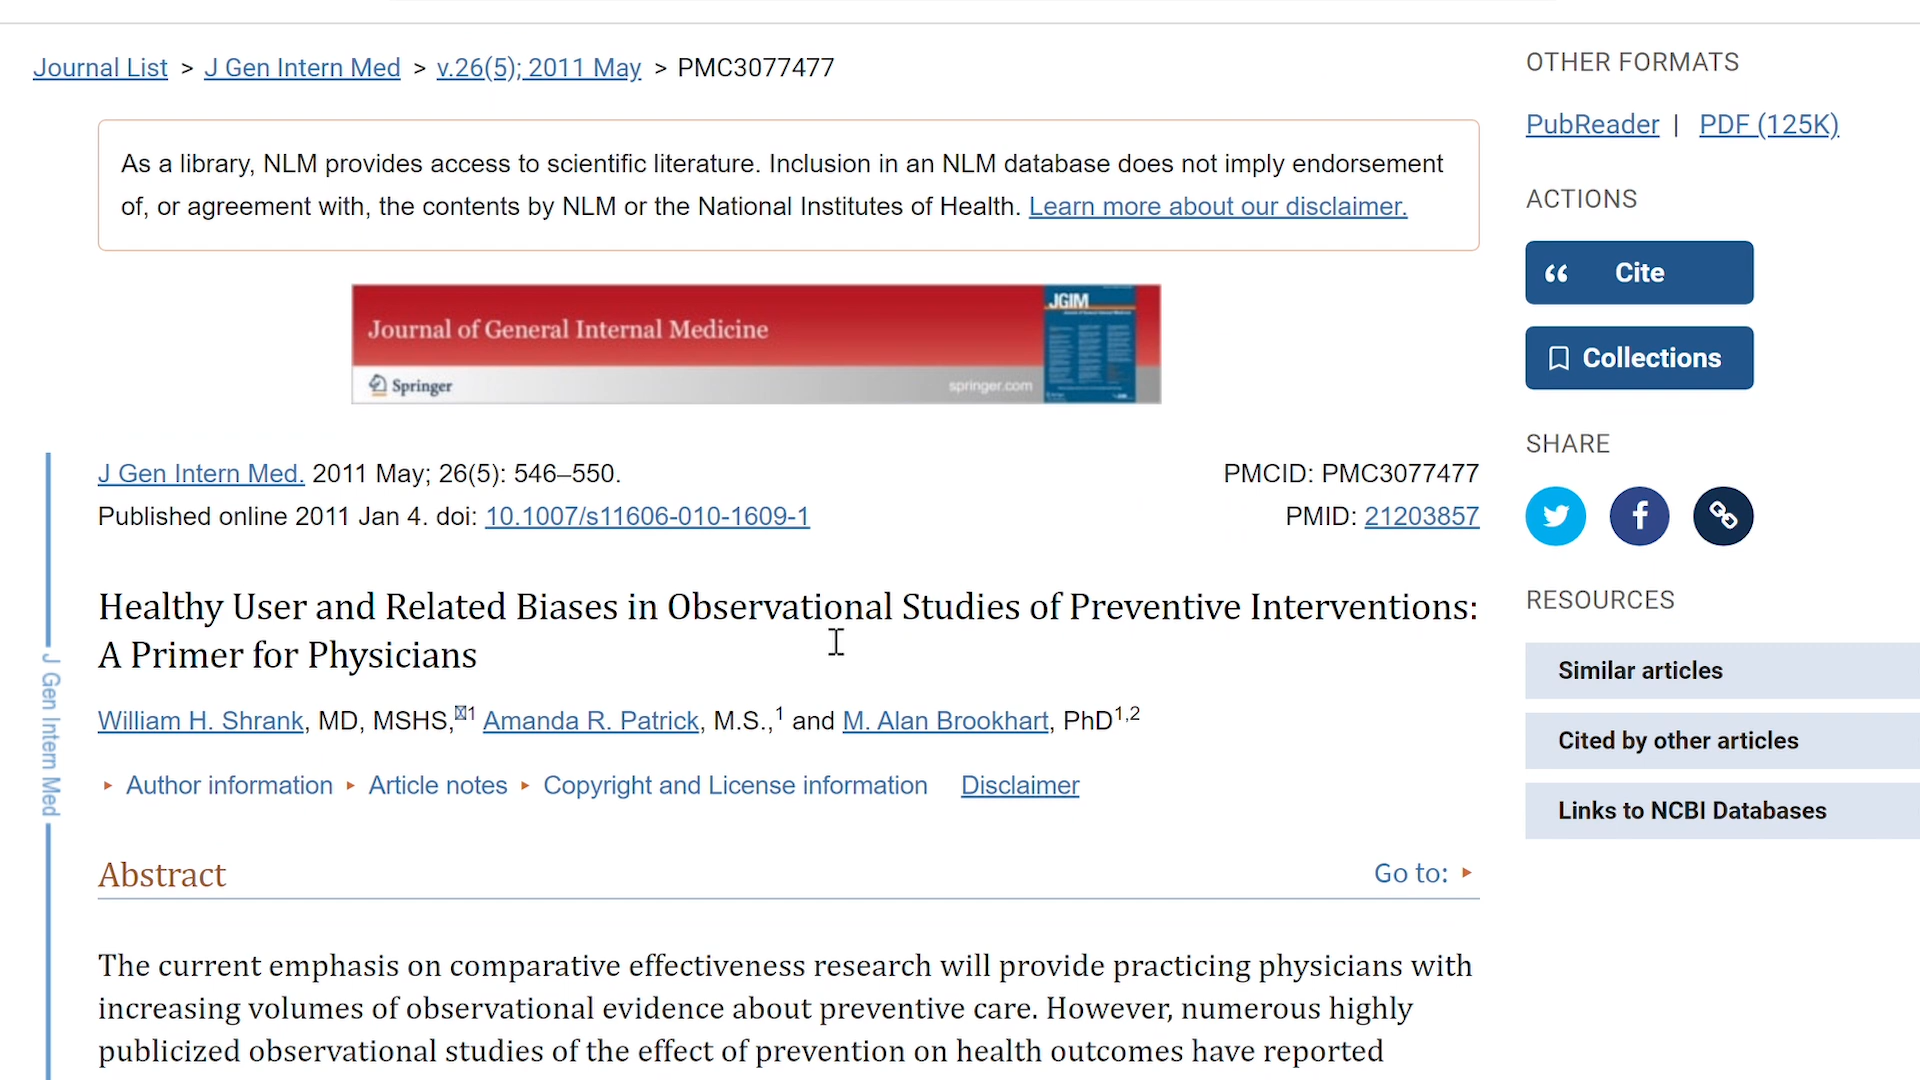 Journal List > J Gen Intern Med > v.26(5); 2011 May > PMC3077477
As a library, NLM provides access to scientific literature. Inclusion in an NLM database does not imply endorsement
of, or agreement with, the contents by NLM or the National Institutes of Health. Learn more about our disclaimer.
Journal of General Internal Medicine
JGIM
Springer
springer.com
J Gen Intern Med. 2011 May; 26(5): 546–550.
PMCID: PMC3077477
Published online 2011 Jan 4. doi: 10.1007/s11606-010-1609-1
PMID: 21203857
Healthy User and Related Biases in Observational Studies of Preventive Interventions:
A Primer for Physicians
William H. Shrank, MD, MSHS,1 Amanda R. Patrick, M.S.,1 and M. Alan Brookhart, PhD1,2
Author information Article notes Copyright and License information Disclaimer
Abstract
Go to:
The current emphasis on comparative effectiveness research will provide practicing physicians with
increasing volumes of observational evidence about preventive care. However, numerous highly
publicized observational studies of the effect of prevention on health outcomes have reported
J Gen Intern Med
OTHER FORMATS
PubReader | PDF (125K)
ACTIONS
Cite
Collections
SHARE
RESOURCES
Similar articles
Cited by other articles
Links to NCBI Databases